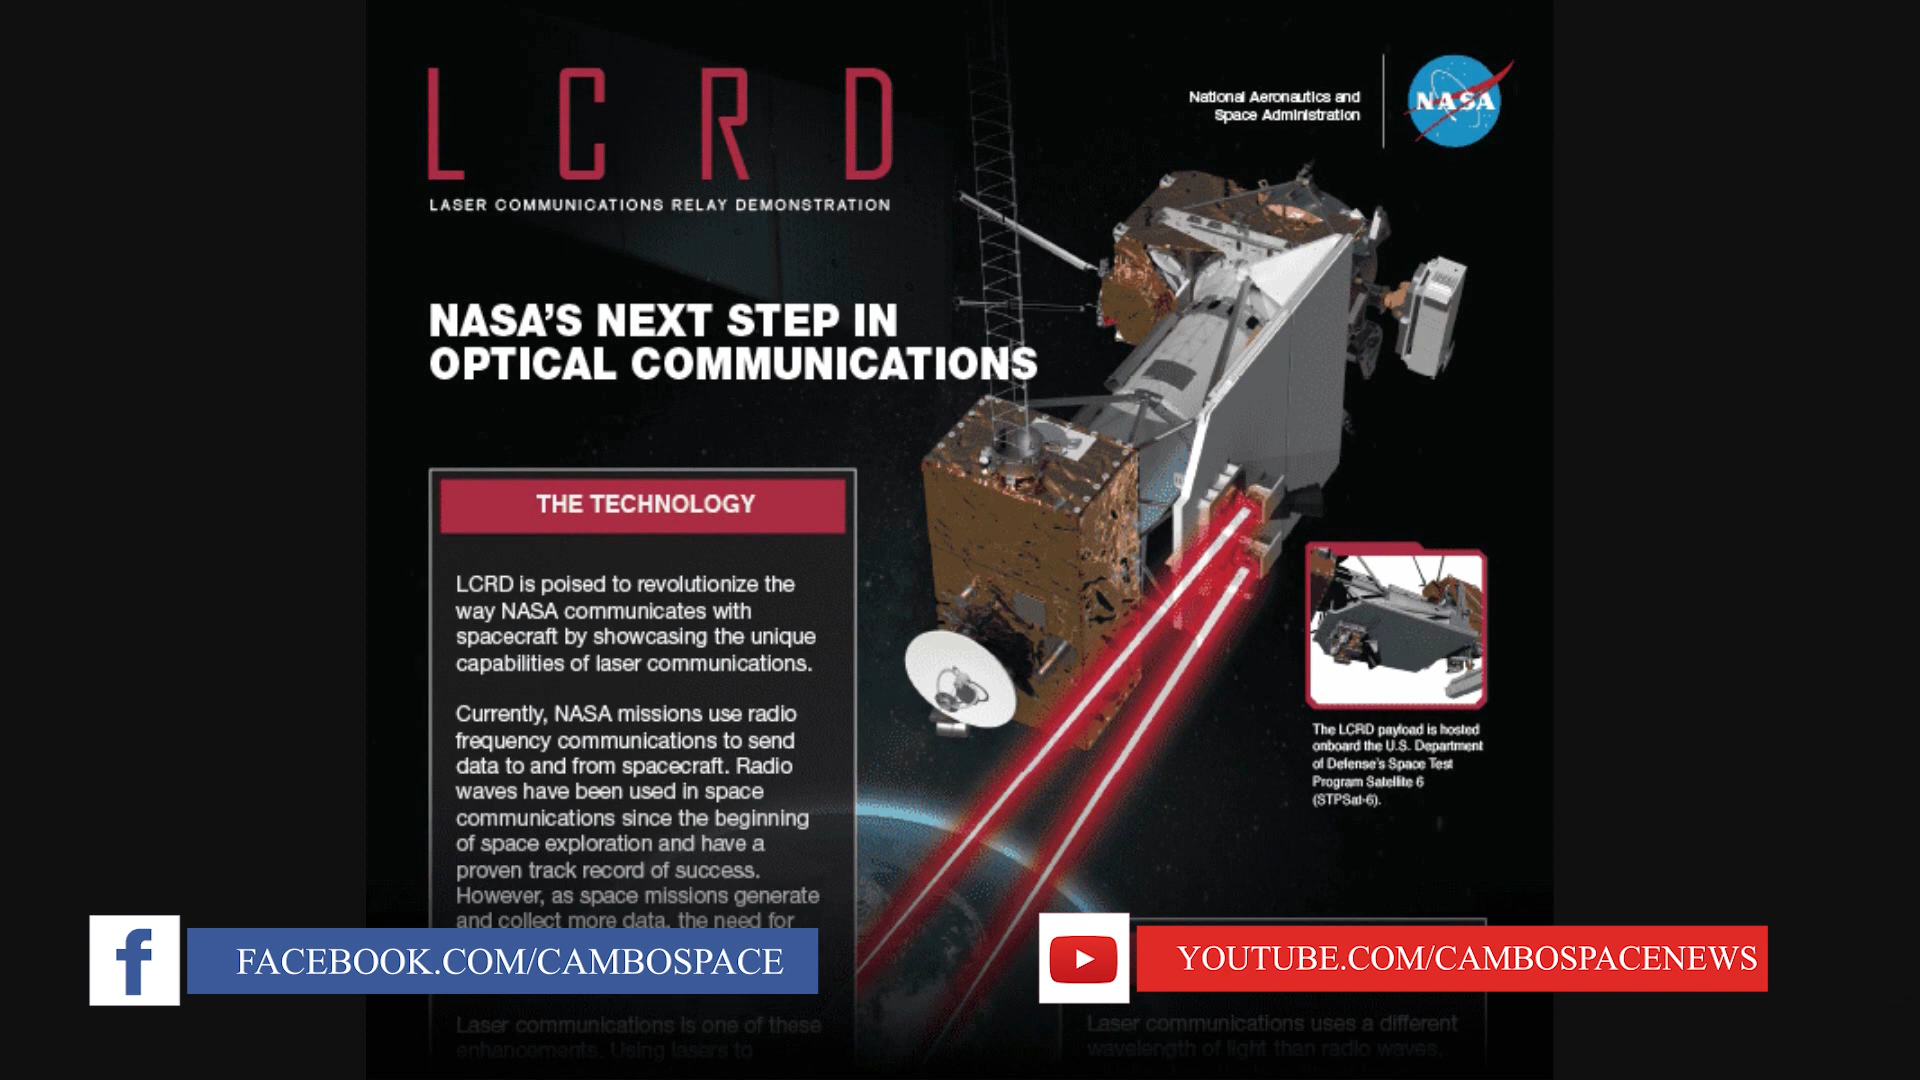 LCRD
LASER COMMUNICATIONS RELAY DEMONSTRATION
National Aeronautics and
Space Administration
NASA
NASA'S NEXT STEP IN
OPTICAL COMMUNICATIONS
THE TECHNOLOGY
LCRD is poised to revolutionize the
way NASA communicates with
spacecraft by showcasing the unique
capabilities of laser communications.
Currently, NASA missions use radio
frequency communications to send
data to and from spacecraft. Radio
waves have been used in space
communications since the beginning
of space exploration and have a
proven track record of success.
However, as space missions generate
and collect more data, the need for
Laser communications is one of these
enhancements. Using lasers to
The LCRD payload is hosted
onboard the U.S. Department
of Defense's Space Test
Program Satellite 6
(STPSat-6).
Laser communications uses a different
wavelength of light than radio waves,
f
FACEBOOK.COM/CAMBOSPACE
YOUTUBE.COM/CAMBOSPACENEWS